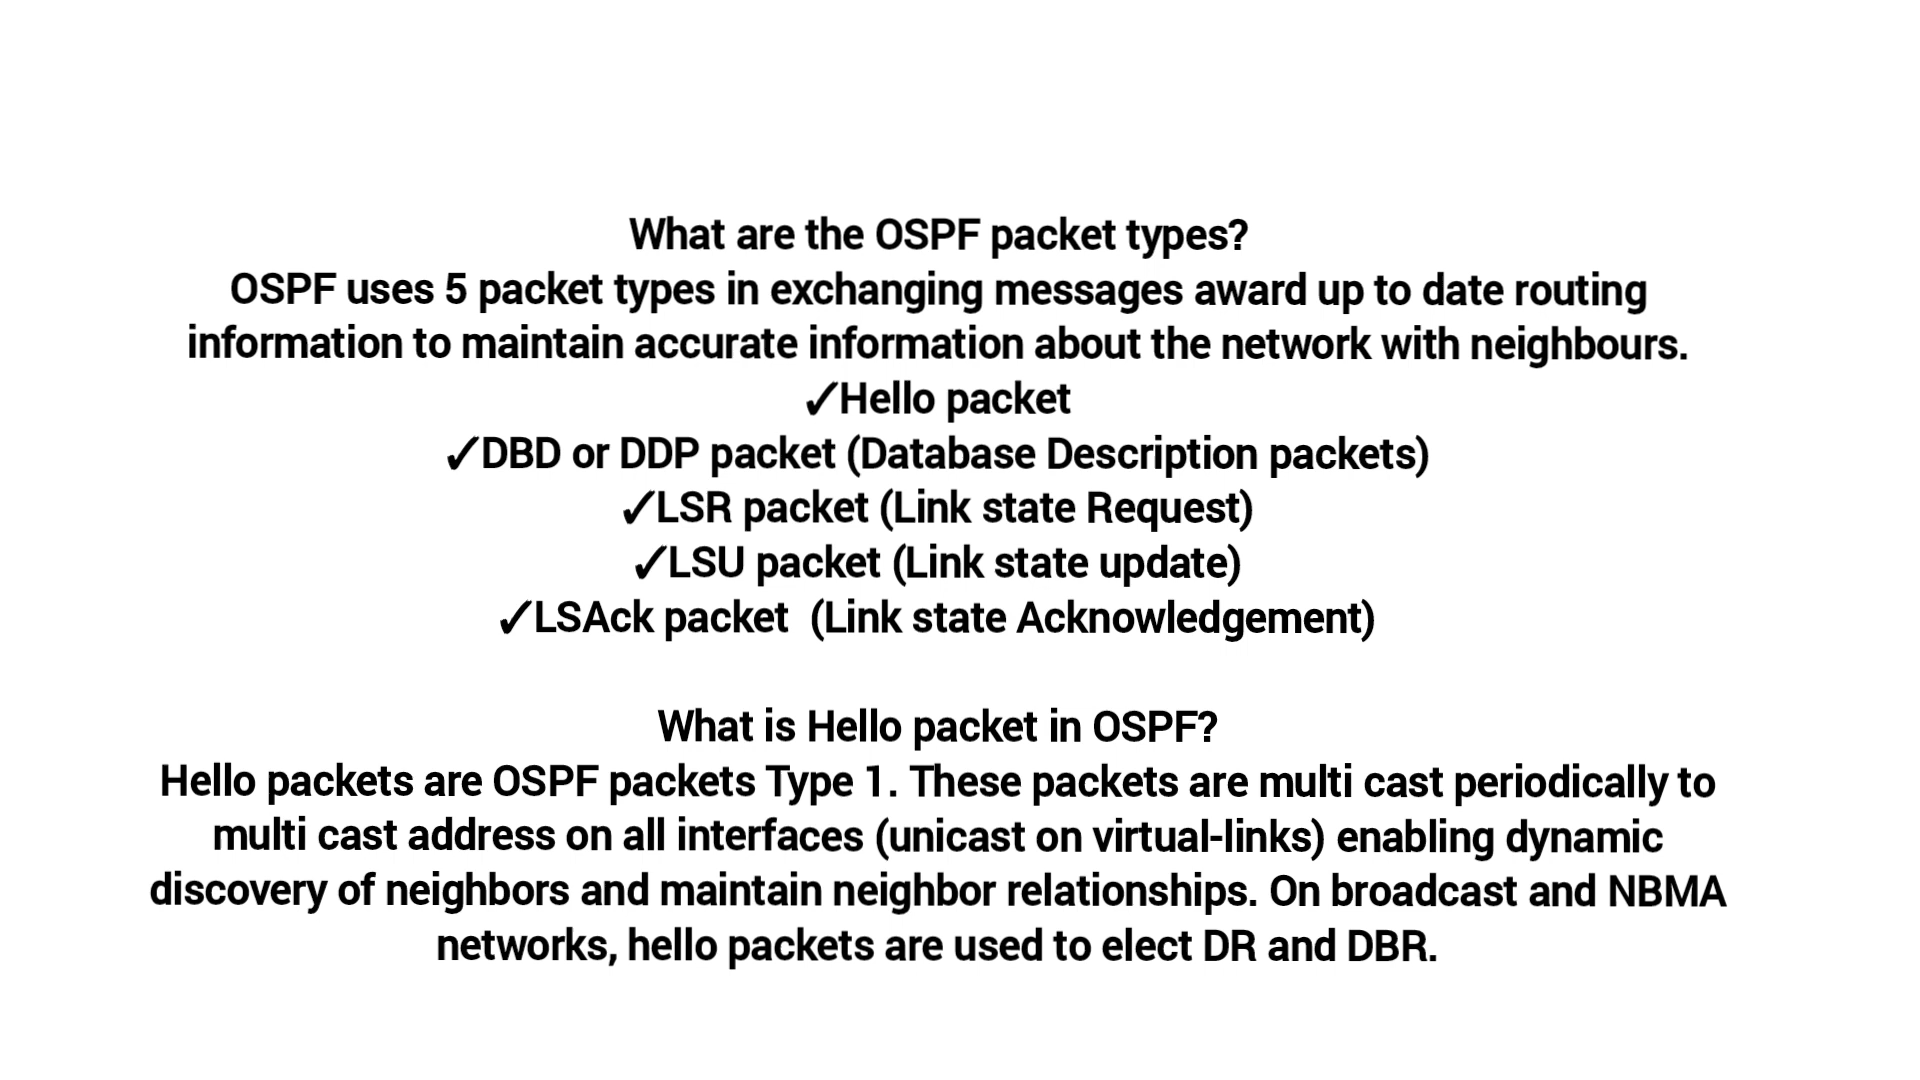 What are the OSPF packet types?
OSPF uses 5 packet types in exchanging messages award up to date routing
information to maintain accurate information about the network with neighbours.
✓Hello packet
✓DBD or DDP packet (Database Description packets)
✓LSR packet (Link state Request)
✓LSU packet (Link state update)
✓LSAck packet  (Link state Acknowledgement)
What is Hello packet in OSPF?
Hello packets are OSPF packets Type 1. These packets are multi cast periodically to
multi cast address on all interfaces (unicast on virtual-links) enabling dynamic
discovery of neighbors and maintain neighbor relationships. On broadcast and NBMA
networks, hello packets are used to elect DR and DBR.